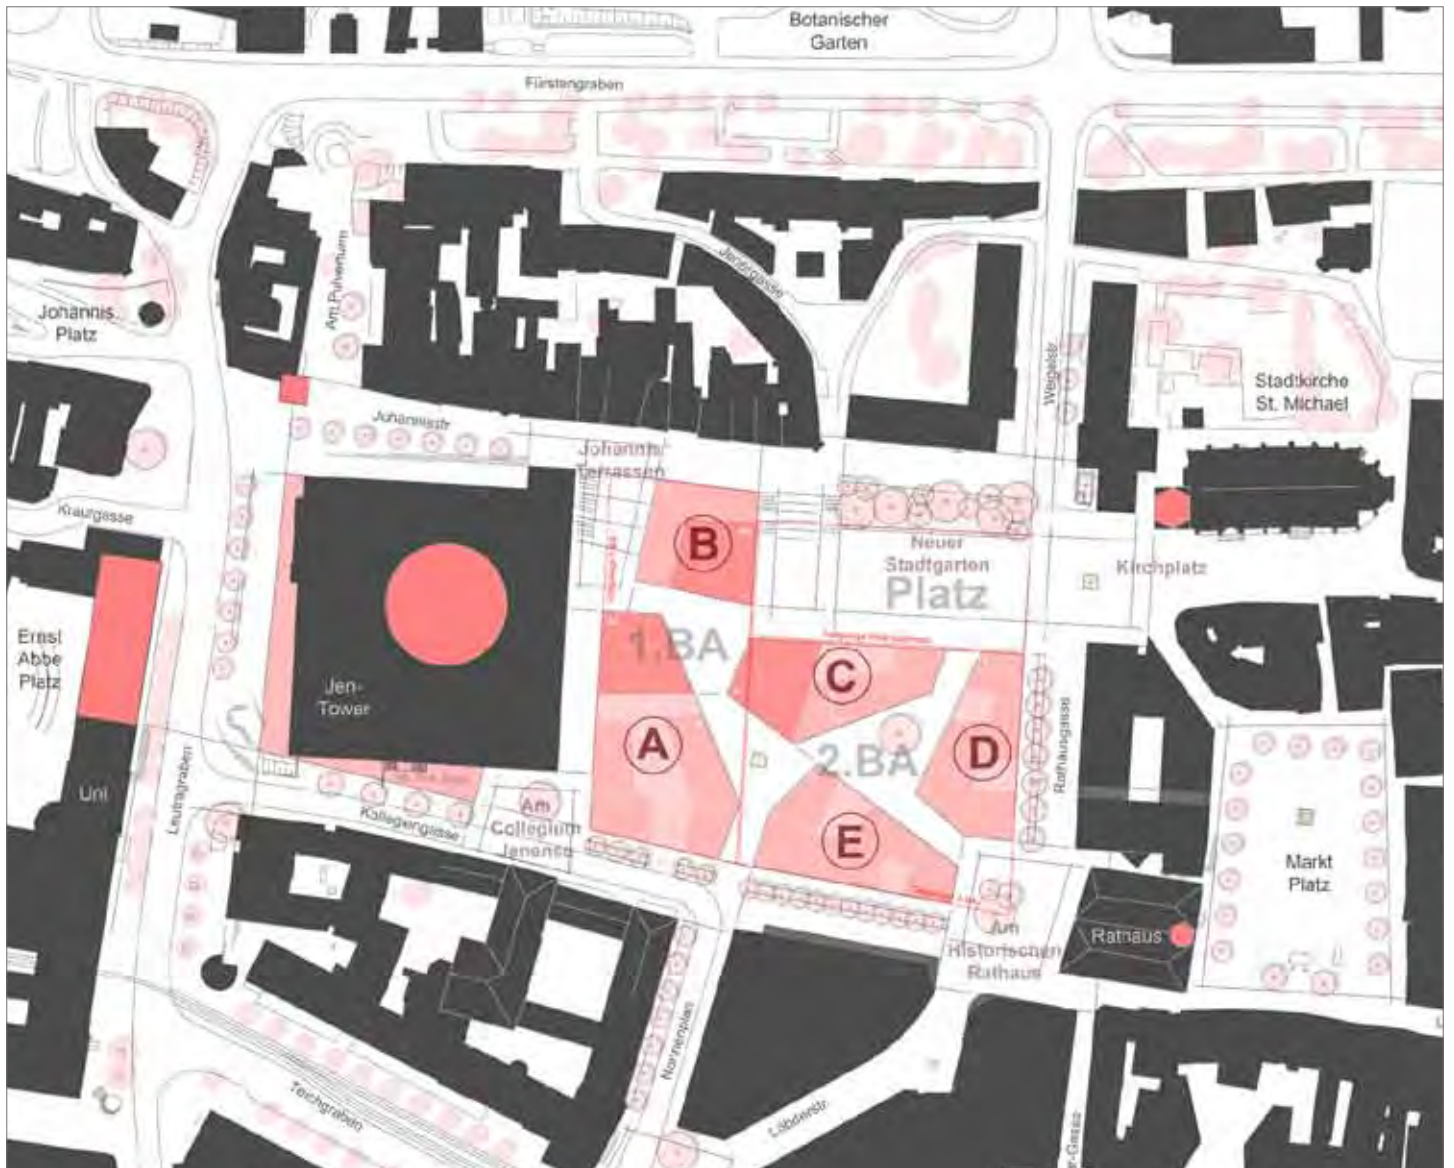 Botanischer
Garten
Fürstengraben
Jenergasse
Am Pulverturm
Johannis
Platz
Weigelstr
Stadtkirche
St. Michael
Johannisstr
Johannis
Terrassen
Krautgasse
B
Neuer
Stadtgarten
Platz
Kirchplatz
Ernst
Abbe
Platz
1.BA
C
Jen-
Tower
A
2.BA
D
Rathausgasse
Leutragraben
Uni
Am
Collegium
Jenense
Kollegiengasse
E
Markt
Platz
Rathaus
Historischen
Rathaus
Nonnenplan
Teichgraben
Löbderstr.